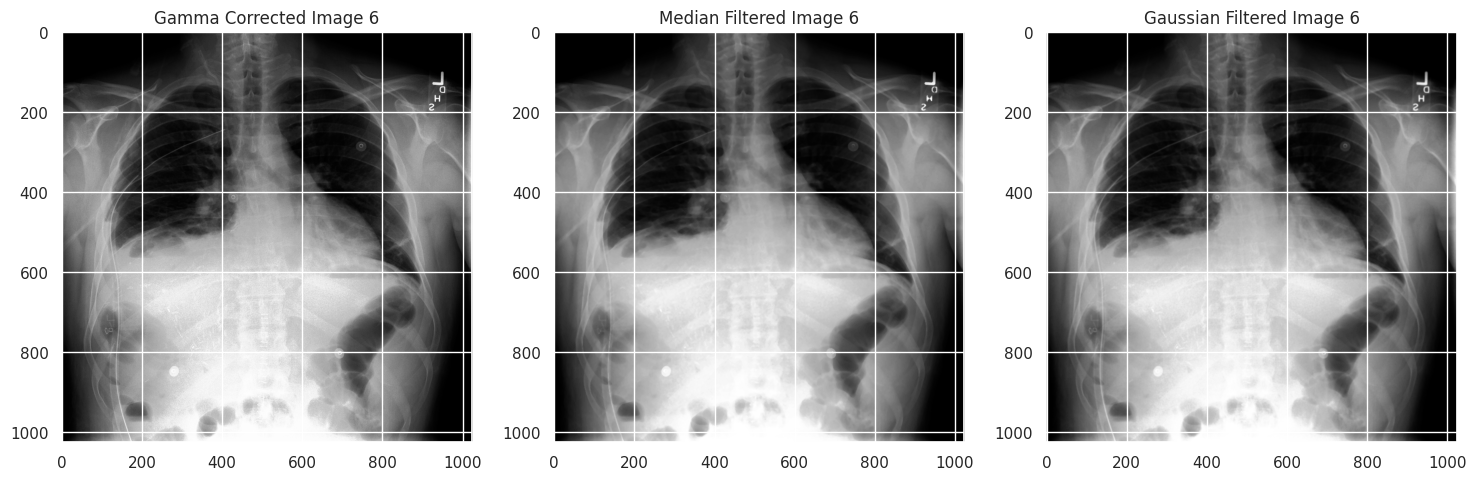 Gamma Corrected Image 6
Median Filtered Image 6
Gaussian Filtered Image 6
0
200
400
600
800
1000
0 200 400 600 800 1000
L
D
H
S
0
200
400
600
800
1000
0 200 400 600 800 1000
L
D
H
S
0
200
400
600
800
1000
0 200 400 600 800 1000
L
D
H
S